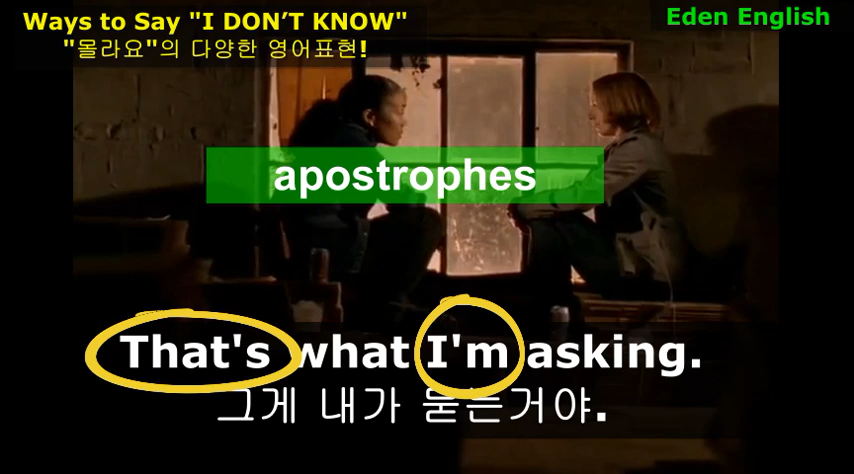 Ways to Say "I DON’T KNOW"
"몰라요"의 다양한 영어표현!
Eden English
apostrophes
That's what I'm asking.
그게 내가 묻는거야.